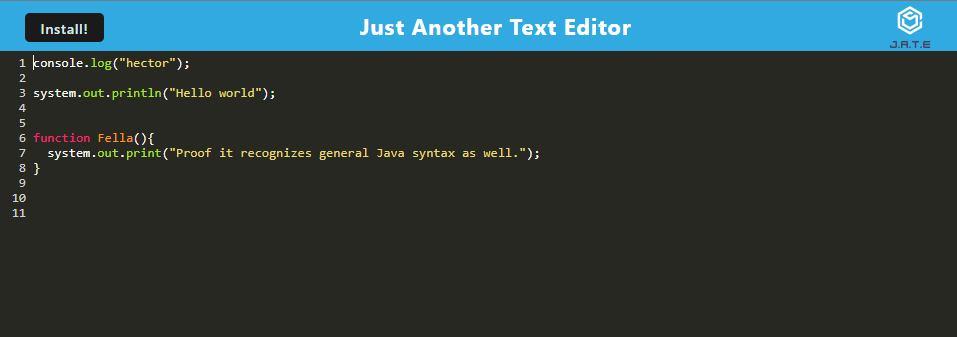 Install!
Just Another Text Editor
J.A.T.E
1 console.log("hector");
2
3 system.out.println("Hello world");
4
5
6 function Fella(){
7   system.out.print("Proof it recognizes general Java syntax as well.");
8 }
9
10
11